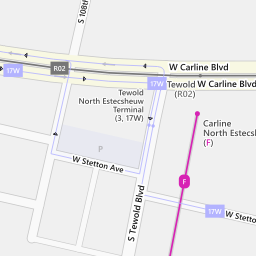 S 108th
W Carline Blvd
17W
R02
17W
W Carline Blvd
Tewold
(R02)
Tewold
North Estecsheuw
Terminal
(3, 17W)
Carline
North Estecsh
(F)
P
W Stetton Ave
F
S Tewold Blvd
17W
W Stetto